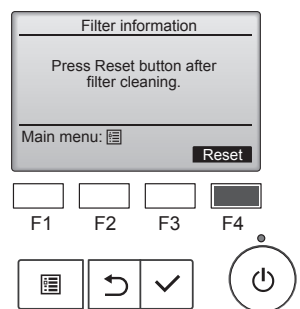 Filter information
Press Reset button after
filter cleaning.
Main menu:
Reset
F1 F2 F3 F4